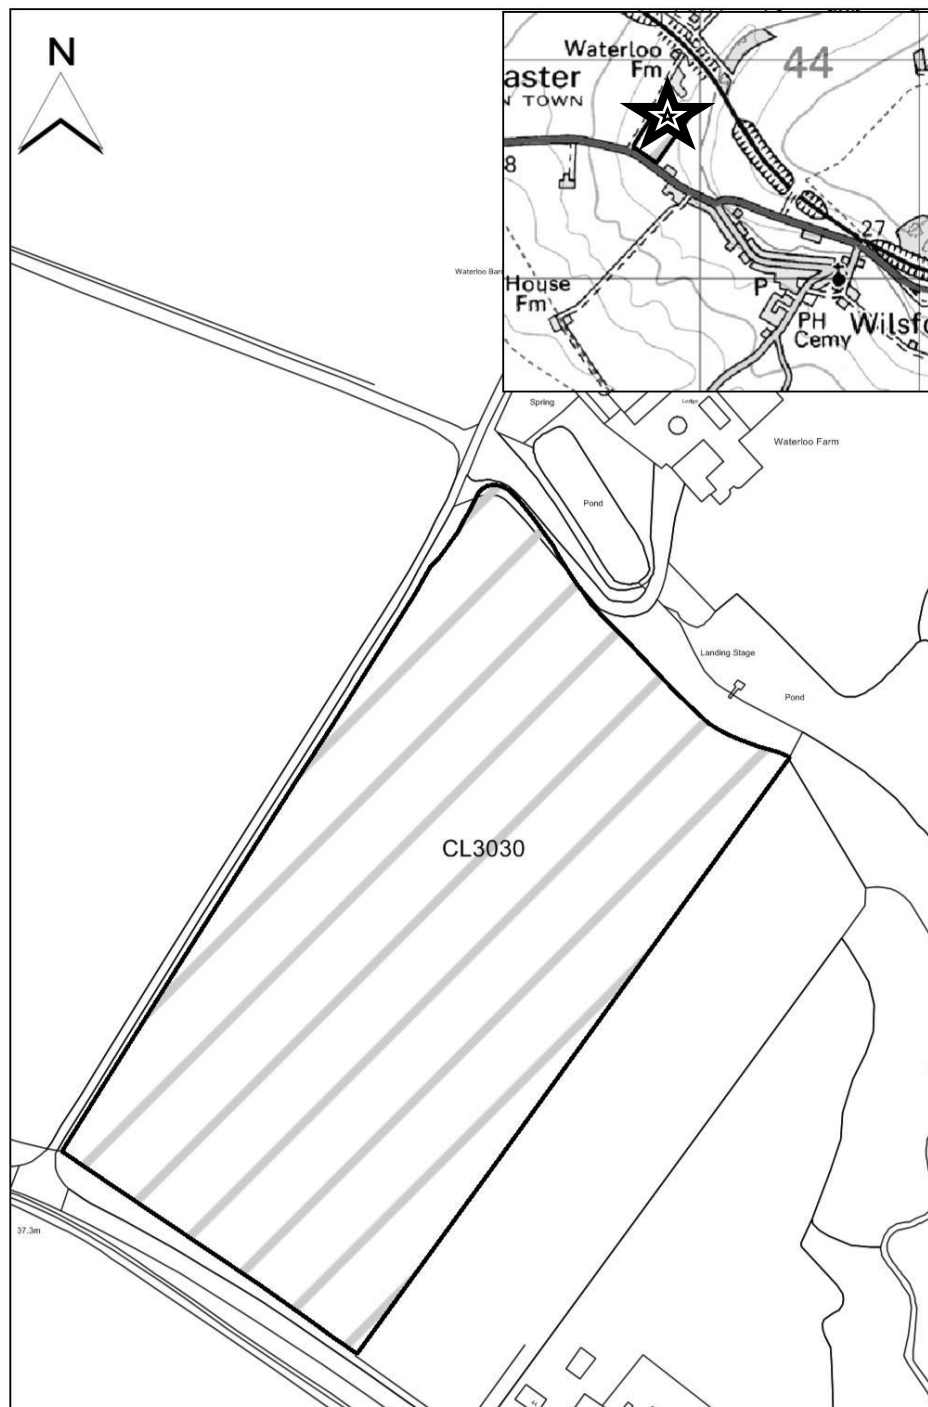 N
Waterloo
Fm
44
aster
N TOWN
8
27
House
Fm
P
PH
Cemy
Wilsfo
Waterloo Barn
Spring
Lodge
Waterloo Farm
Pond
Landing Stage
Pond
CL3030
37.3m